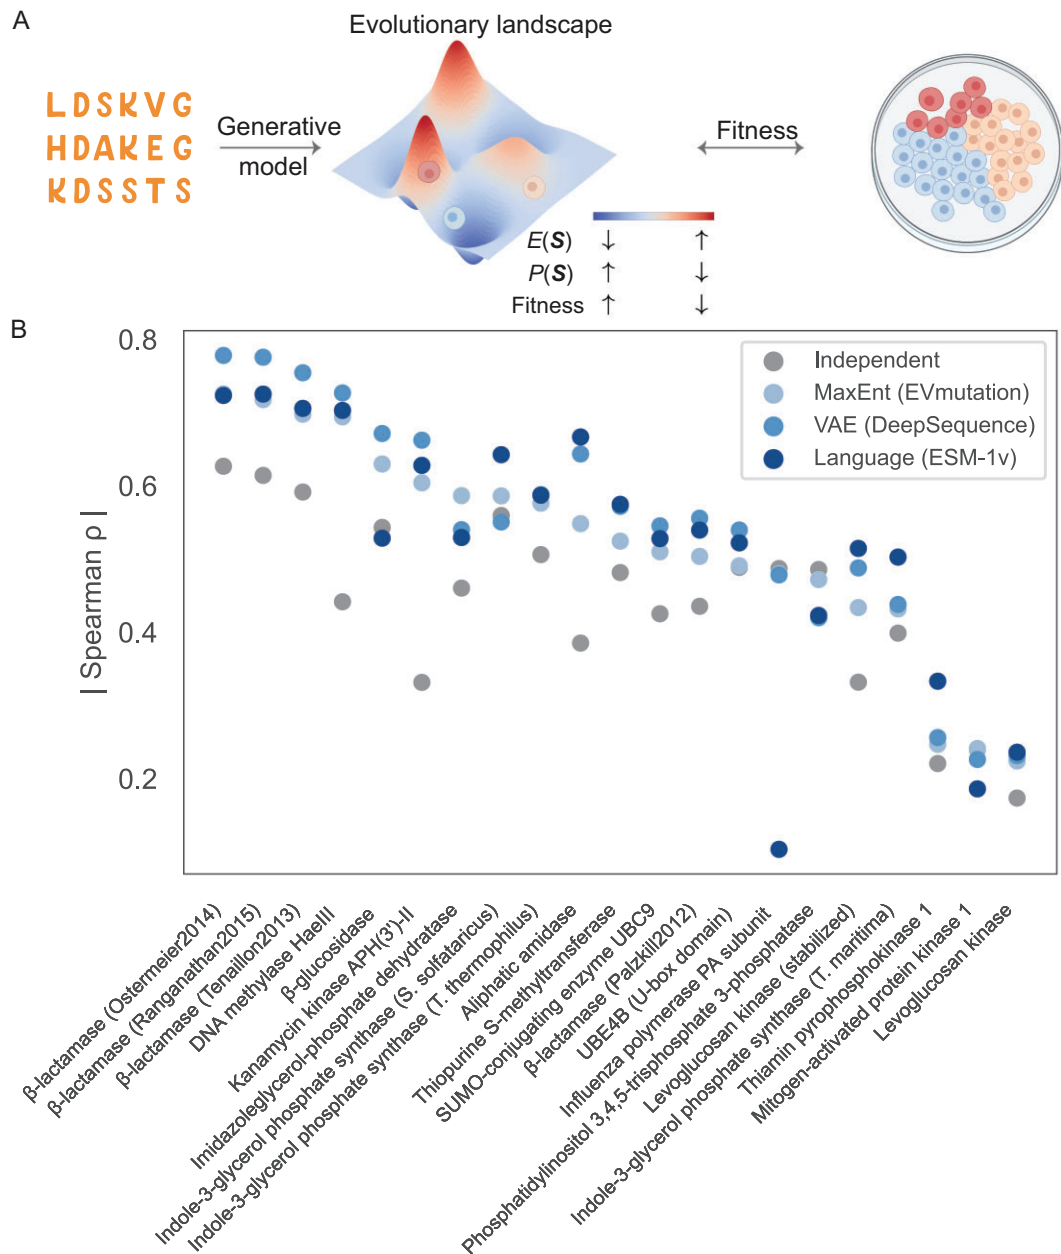 A
Evolutionary landscape
LDSKVG
HDAKEG
KDSSTS
Generative
model
Fitness
E(S) ↓ ↑
P(S) ↑ ↓
Fitness ↑ ↓
B
| Spearman ρ |
0.8
0.6
0.4
0.2
Independent
MaxEnt (EVmutation)
VAE (DeepSequence)
Language (ESM-1v)
β-lactamase (Ostermeier2014)
β-lactamase (Ranganathan2015)
β-lactamase (Tenaillon2013)
DNA methylase HaeIII
β-glucosidase
Kanamycin kinase APH(3')-II
Imidazoleglycerol-phosphate dehydratase
Indole-3-glycerol phosphate synthase (S. solfataricus)
Indole-3-glycerol phosphate synthase (T. thermophilus)
Aliphatic amidase
Thiopurine S-methyltransferase
SUMO-conjugating enzyme UBC9
β-lactamase (Palzkill2012)
UBE4B (U-box domain)
Influenza polymerase PA subunit
Phosphatidylinositol 3,4,5-trisphosphate 3-phosphatase
Levoglucosan kinase (stabilized)
Indole-3-glycerol phosphate synthase (T. maritima)
Thiamin pyrophosphokinase 1
Mitogen-activated protein kinase 1
Levoglucosan kinase